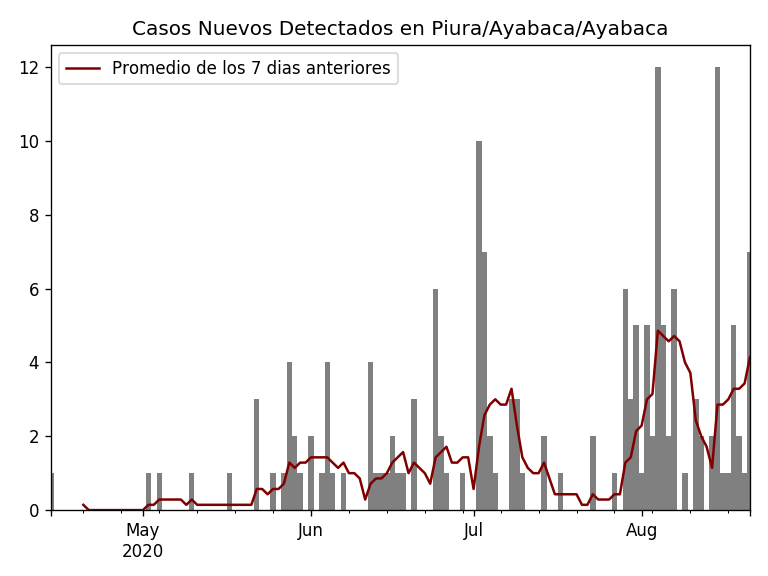 Casos Nuevos Detectados en Piura/Ayabaca/Ayabaca
Promedio de los 7 dias anteriores
12
10
8
6
4
2
0
May
2020
Jun
Jul
Aug